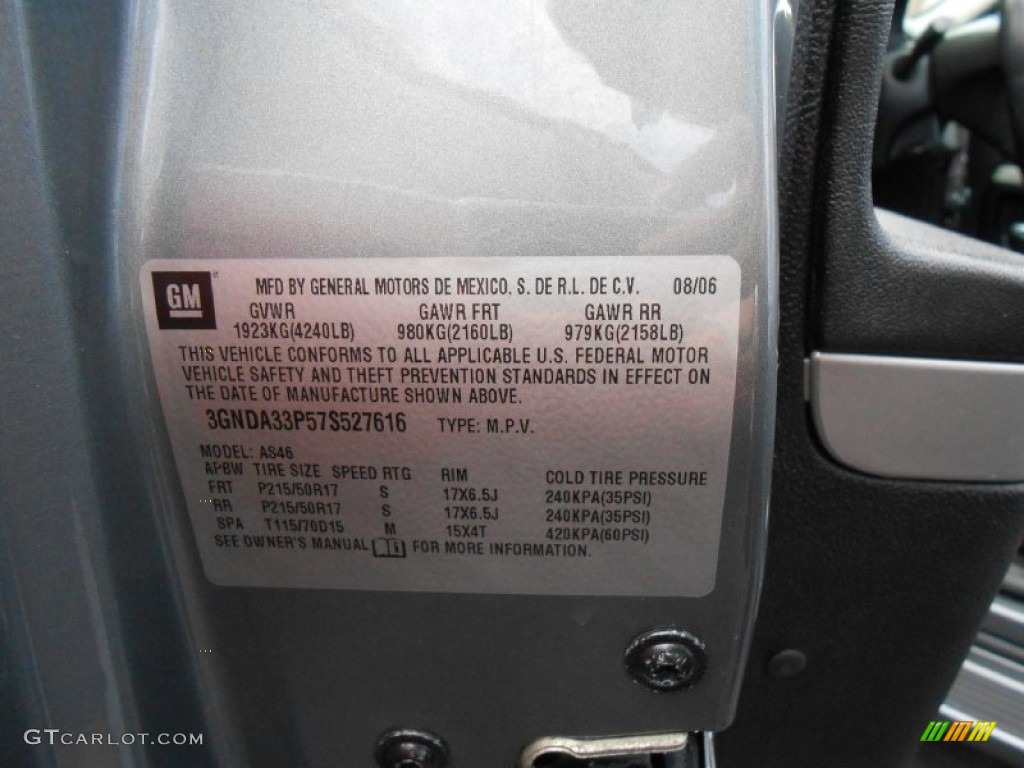 GM
MFD BY GENERAL MOTORS DE MEXICO. S. DE R.L. DE C.V. 08/06
GVWR GAWR FRT GAWR RR
1923KG(4240LB) 980KG(2160LB) 979KG(2158LB)
THIS VEHICLE CONFORMS TO ALL APPLICABLE U.S. FEDERAL MOTOR
VEHICLE SAFETY AND THEFT PREVENTION STANDARDS IN EFFECT ON
THE DATE OF MANUFACTURE SHOWN ABOVE.
3GNDA33P57S527616 TYPE: M.P.V.
MODEL: AS46
APBW TIRE SIZE SPEED RTG RIM COLD TIRE PRESSURE
FRT P215/50R17 S 17X6.5J 240KPA(35PSI)
RR P215/50R17 S 17X6.5J 240KPA(35PSI)
SPA T115/70D15 M 15X4T 420KPA(60PSI)
SEE OWNER'S MANUAL i FOR MORE INFORMATION.
GTCARLOT.COM